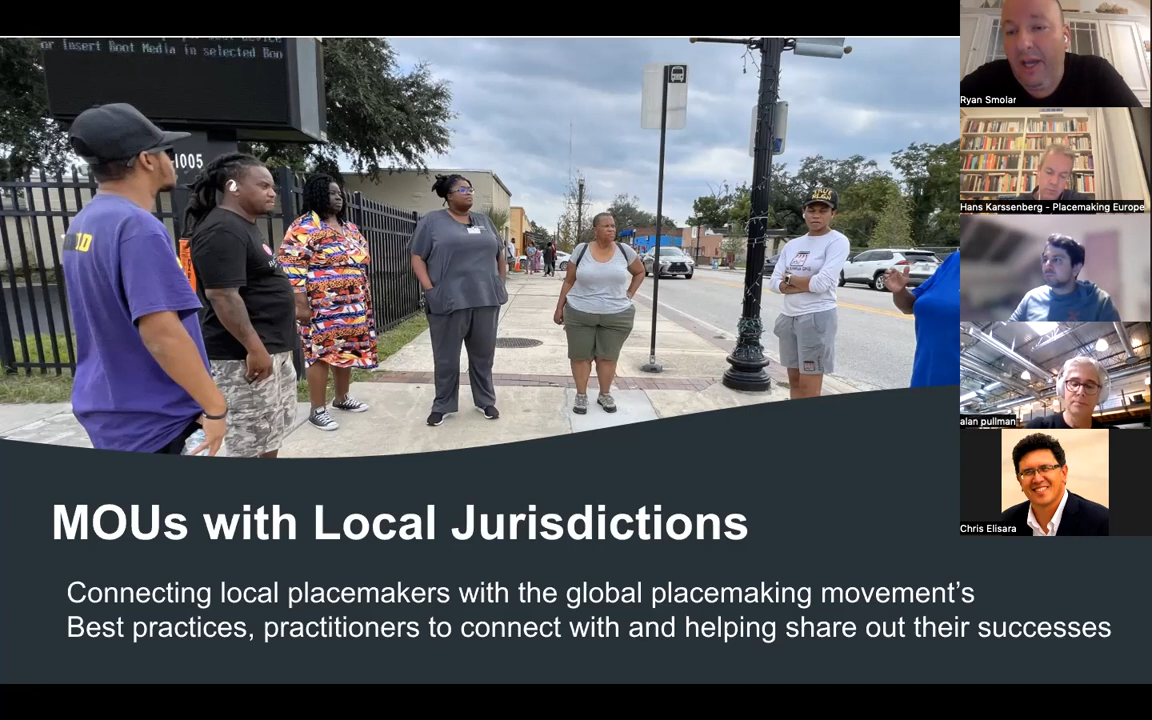 or Insert Boot Media in selected Boo
1005
Ryan Smolar
Hans Karssenberg - Placemaking Europe
alan pullman
Chris Elisara
MOUs with Local Jurisdictions
Connecting local placemakers with the global placemaking movement's
Best practices, practitioners to connect with and helping share out their successes